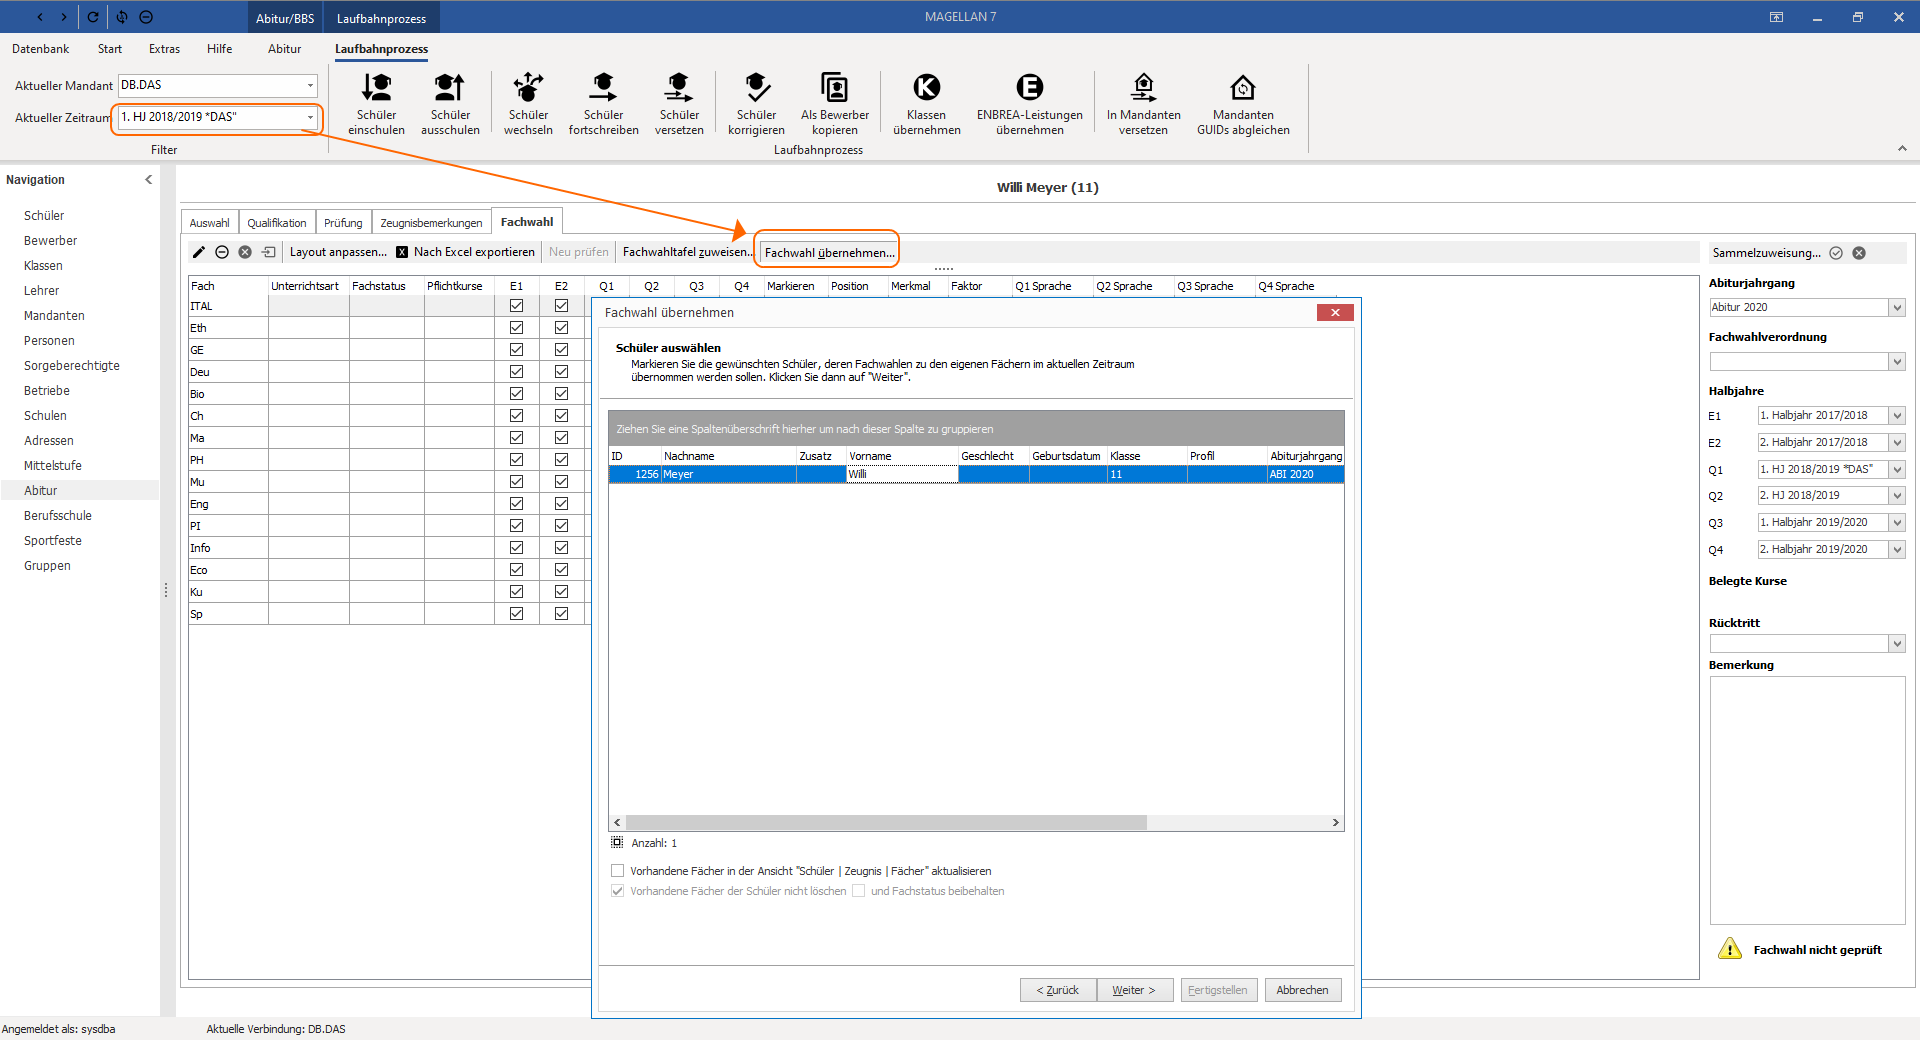 Abitur/BBS
Laufbahnprozess
MAGELLAN 7
Datenbank
Start
Extras
Hilfe
Abitur
Laufbahnprozess
Aktueller Mandant
DB.DAS
Aktueller Zeitraum
1. HJ 2018/2019 *DAS"
Filter
Schüler
einschulen
Schüler
ausschulen
Schüler
wechseln
Schüler
fortschreiben
Schüler
versetzen
Schüler
korrigieren
Als Bewerber
kopieren
K
Klassen
übernehmen
E
ENBREA-Leistungen
übernehmen
In Mandanten
versetzen
Mandanten
GUIDs abgleichen
Laufbahnprozess
Navigation
Schüler
Bewerber
Klassen
Lehrer
Mandanten
Personen
Sorgeberechtigte
Betriebe
Schulen
Adressen
Mittelstufe
Abitur
Berufsschule
Sportfeste
Gruppen
Willi Meyer (11)
Auswahl
Qualifikation
Prüfung
Zeugnisbemerkungen
Fachwahl
Layout anpassen...
X
Nach Excel exportieren
Neu prüfen
Fachwahltafel zuweisen...
Fachwahl übernehmen...
Fach Unterrichtsart Fachstatus Pflichtkurse E1 E2 Q1 Q2 Q3 Q4 Markieren Position Merkmal Faktor Q1 Sprache Q2 Sprache Q3 Sprache Q4 Sprache
ITAL
Eth
GE
Deu
Bio
Ch
Ma
PH
Mu
Eng
PI
Info
Eco
Ku
Sp
Fachwahl übernehmen
Schüler auswählen
Markieren Sie die gewünschten Schüler, deren Fachwahlen zu den eigenen Fächern im aktuellen Zeitraum
übernommen werden sollen. Klicken Sie dann auf "Weiter".
Ziehen Sie eine Spaltenüberschrift hierher um nach dieser Spalte zu gruppieren
ID Nachname Zusatz Vorname Geschlecht Geburtsdatum Klasse Profil Abiturjahrgang
1256 Meyer Willi 11 ABI 2020
Anzahl: 1
Vorhandene Fächer in der Ansicht "Schüler | Zeugnis | Fächer" aktualisieren
Vorhandene Fächer der Schüler nicht löschen und Fachstatus beibehalten
< Zurück
Weiter >
Fertigstellen
Abbrechen
Sammelzuweisung...
Abiturjahrgang
Abitur 2020
Fachwahlverordnung
Halbjahre
E1 1. Halbjahr 2017/2018
E2 2. Halbjahr 2017/2018
Q1 1. HJ 2018/2019 *DAS"
Q2 2. HJ 2018/2019
Q3 1. Halbjahr 2019/2020
Q4 2. Halbjahr 2019/2020
Belegte Kurse
Rücktritt
Bemerkung
Fachwahl nicht geprüft
Angemeldet als: sysdba
Aktuelle Verbindung: DB.DAS